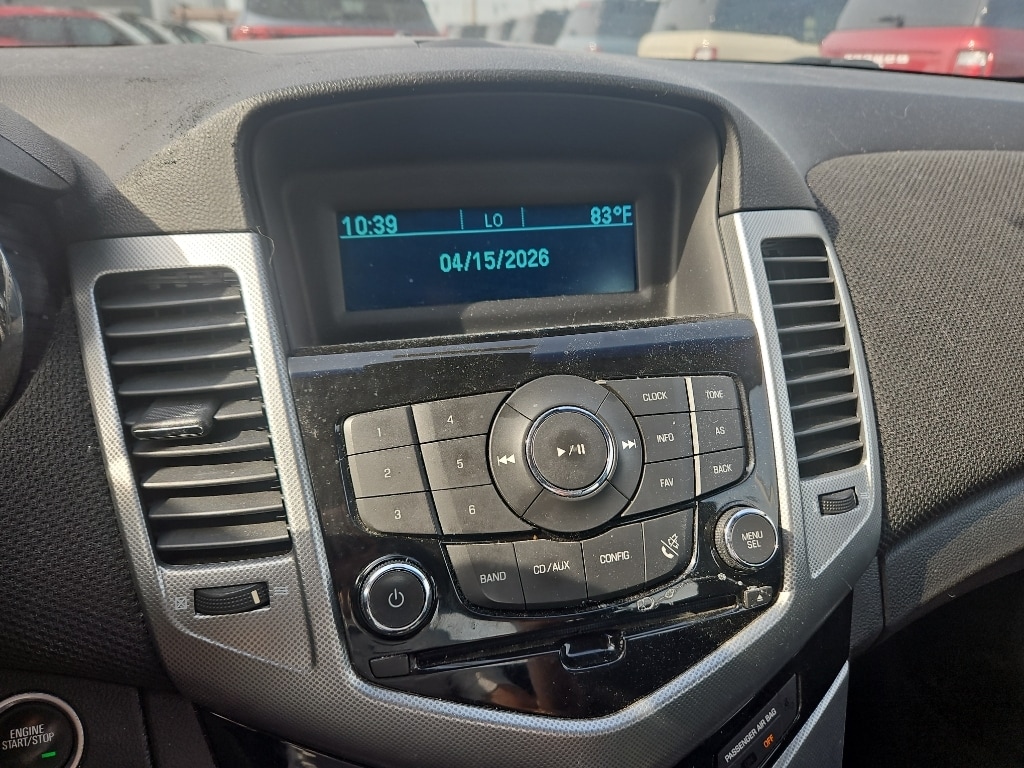 10:39 LO 83°F
04/15/2026
1 4 CLOCK TONE
2 5 INFO AS
3 6 FAV BACK
BAND CD/AUX CONFIG
MENU
SEL
ENGINE
START/STOP
PASSENGER AIR BAG
OFF